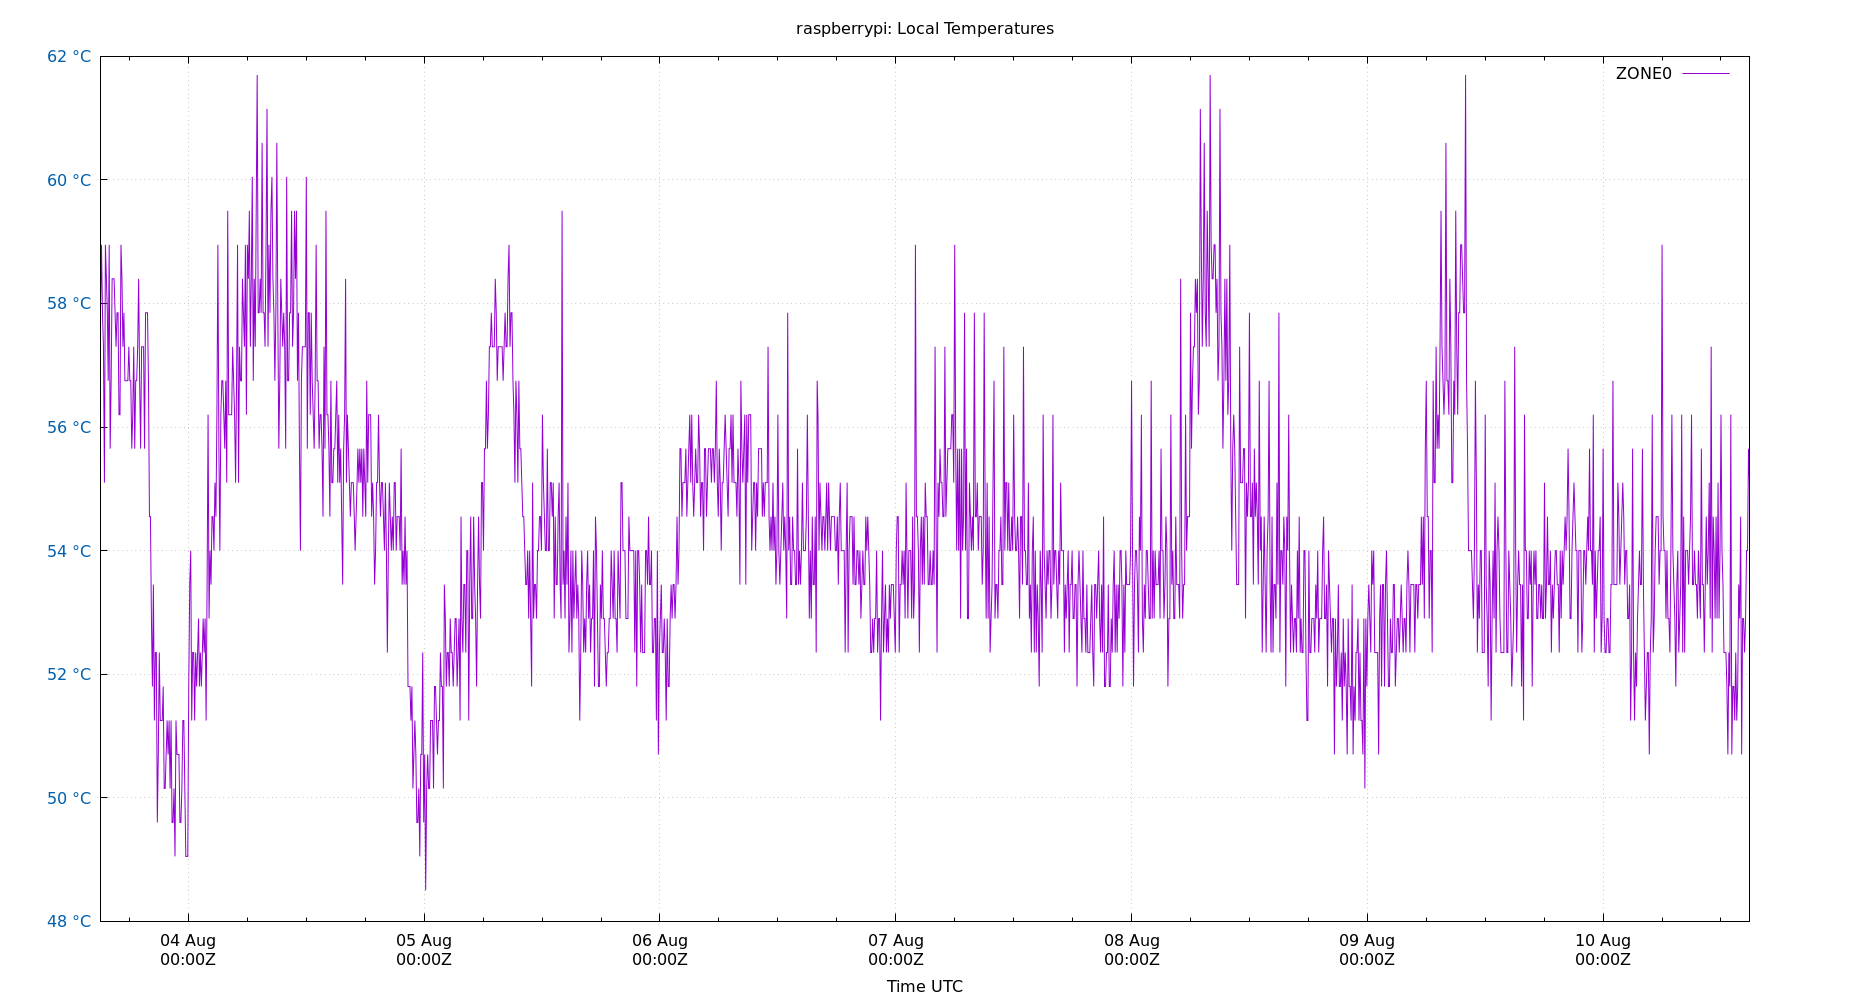 raspberrypi: Local Temperatures
ZONE0
62 °C
60 °C
58 °C
56 °C
54 °C
52 °C
50 °C
48 °C
04 Aug 05 Aug 06 Aug 07 Aug 08 Aug 09 Aug 10 Aug
00:00Z 00:00Z 00:00Z 00:00Z 00:00Z 00:00Z 00:00Z
Time UTC